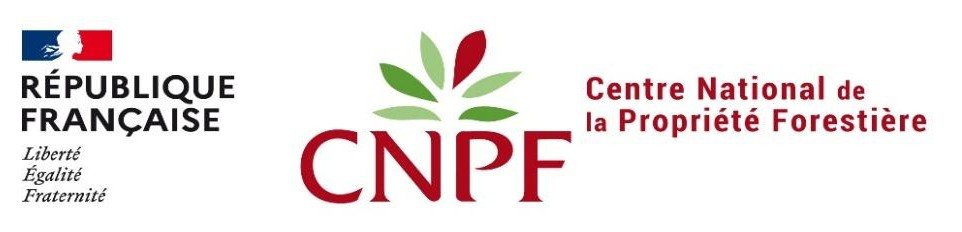 RÉPUBLIQUE
FRANÇAISE
Liberté
Égalité
Fraternité
CNPF
Centre National de
la Propriété Forestière